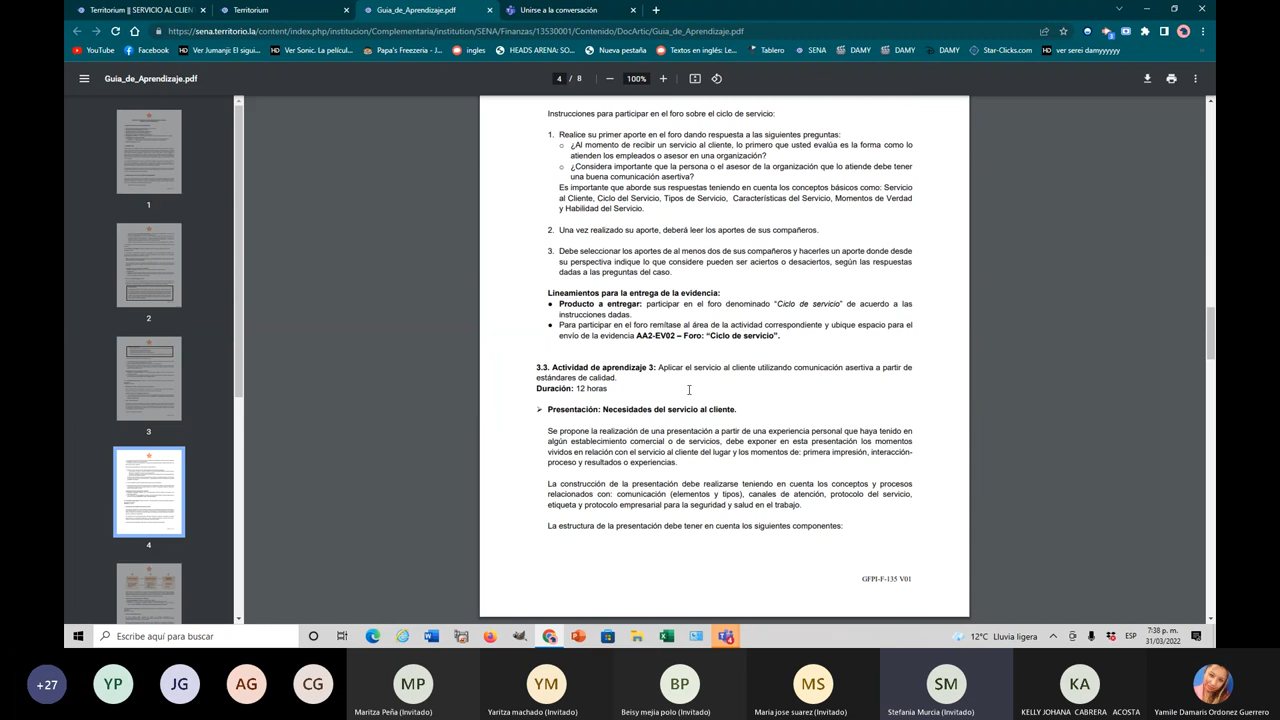 Territorium || SERVICIO AL CLIEN
Territorium
Guia_de_Aprendizaje.pdf
Unirse a la conversación
https://sena.territorio.la/content/index.php/institucion/Complementaria/institution/SENA/Finanzas/13530001/Contenido/DocArtic/Guia_de_Aprendizaje.pdf
YouTube
Facebook
Ver Jumanji: El sigui...
Ver Sonic. La pelícu...
Papa's Freezeria - J...
ingles
HEADS ARENA: SO...
Nueva pestaña
Textos en inglés: Le...
Tablero
SENA
DAMY
DAMY
DAMY
Star-Clicks.com
ver serei damyyyyyy
Guia_de_Aprendizaje.pdf
4 / 8
100%
1
2
3
4
Instrucciones para participar en el foro sobre el ciclo de servicio:
1. Realice su primer aporte en el foro dando respuesta a las siguientes preguntas:
o ¿Al momento de recibir un servicio al cliente, lo primero que usted evalúa es la forma como lo
atienden los empleados o asesor en una organización?
o ¿Considera importante que la persona o el asesor de la organización que lo atiende debe tener
una buena comunicación asertiva?
Es importante que aborde sus respuestas teniendo en cuenta los conceptos básicos como: Servicio
al Cliente, Ciclo del Servicio, Tipos de Servicio, Características del Servicio, Momentos de Verdad
y Habilidad del Servicio.
2. Una vez realizado su aporte, deberá leer los aportes de sus compañeros.
3. Debe seleccionar los aportes de al menos dos de sus compañeros y hacerles un aporte donde desde
su perspectiva indique lo que considere pueden ser aciertos o desaciertos, según las respuestas
dadas a las preguntas del caso.
Lineamientos para la entrega de la evidencia:
● Producto a entregar: participar en el foro denominado “Ciclo de servicio” de acuerdo a las
instrucciones dadas.
● Para participar en el foro remítase al área de la actividad correspondiente y ubique espacio para el
envío de la evidencia AA2-EV02 – Foro: “Ciclo de servicio”.
3.3. Actividad de aprendizaje 3: Aplicar el servicio al cliente utilizando comunicación asertiva a partir de
estándares de calidad.
Duración: 12 horas
➢ Presentación: Necesidades del servicio al cliente.
Se propone la realización de una presentación a partir de una experiencia personal que haya tenido en
algún establecimiento comercial o de servicios, debe exponer en esta presentación los momentos
vividos en relación con el servicio al cliente del lugar y los momentos de: primera impresión, interacción-
proceso y resultados o experiencias.
La construcción de la presentación debe realizarse teniendo en cuenta los conceptos y procesos
relacionados con: comunicación (elementos y tipos), canales de atención, protocolo del servicio,
etiqueta y protocolo empresarial para la seguridad y salud en el trabajo.
La estructura de la presentación debe tener en cuenta los siguientes componentes:
GFPI-F-135 V01
Escribe aquí para buscar
12°C Lluvia ligera
ESP
7:38 p. m.
31/03/2022
+27
YP
JG
AG
CG
MP
Maritza Peña (Invitado)
YM
Yaritza machado (Invitado)
BP
Beisy mejia polo (Invitado)
MS
Maria jose suarez (Invitado)
SM
Stefania Murcia (Invitado)
KA
KELLY JOHANA CABRERA ACOSTA
Yamile Damaris Ordonez Guerrero